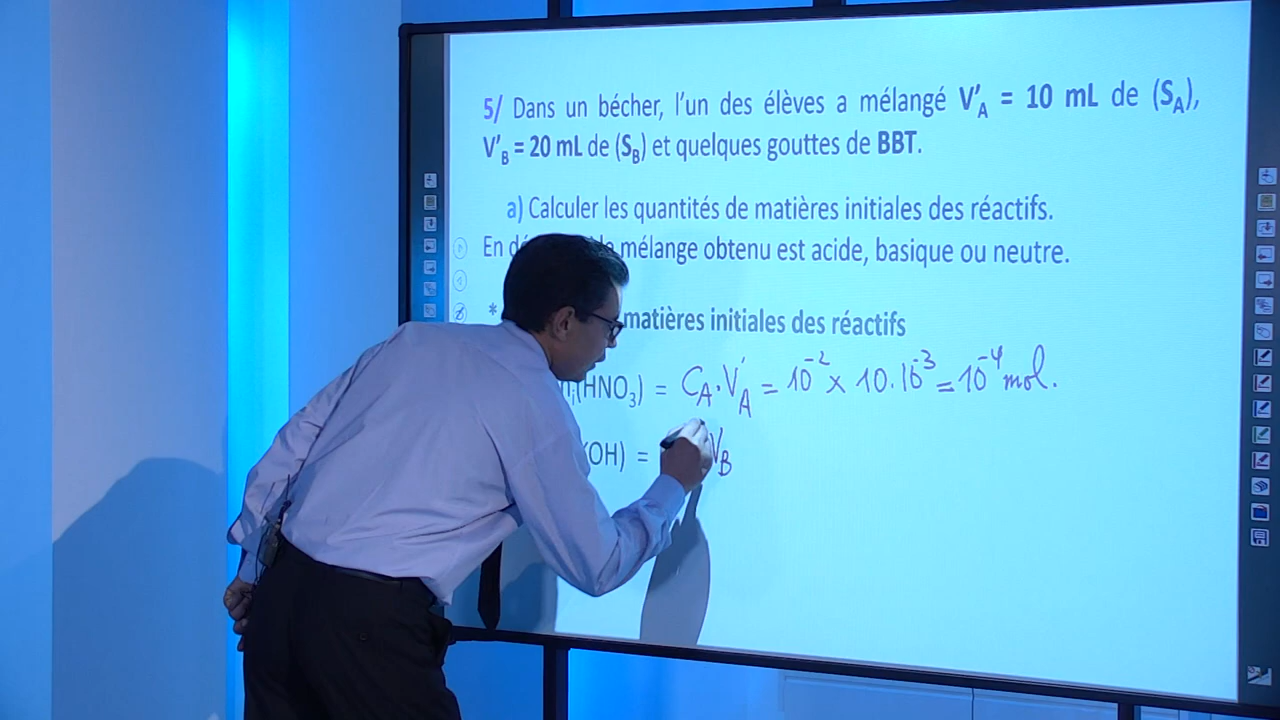 5/ Dans un bécher, l'un des élèves a mélangé V'A = 10 mL de (SA),
V'B = 20 mL de (SB) et quelques gouttes de BBT.
a) Calculer les quantités de matières initiales des réactifs.
En mélange obtenu est acide, basique ou neutre.
* matières initiales des réactifs
(HNO3) = CA.V'A = 10^-2 x 10.10^-3 = 10^-4 mol.
OH) = VB